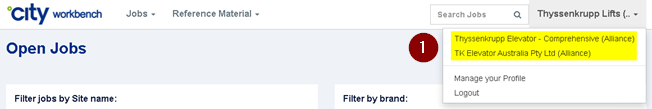 city workbench
Jobs
Reference Material
Search Jobs
Thyssenkrupp Lifts (..
Open Jobs
1
Thyssenkrupp Elevator - Comprehensive (Alliance)
TK Elevator Australia Pty Ltd (Alliance)
Manage your Profile
Logout
Filter jobs by Site name:
Filter by brand: